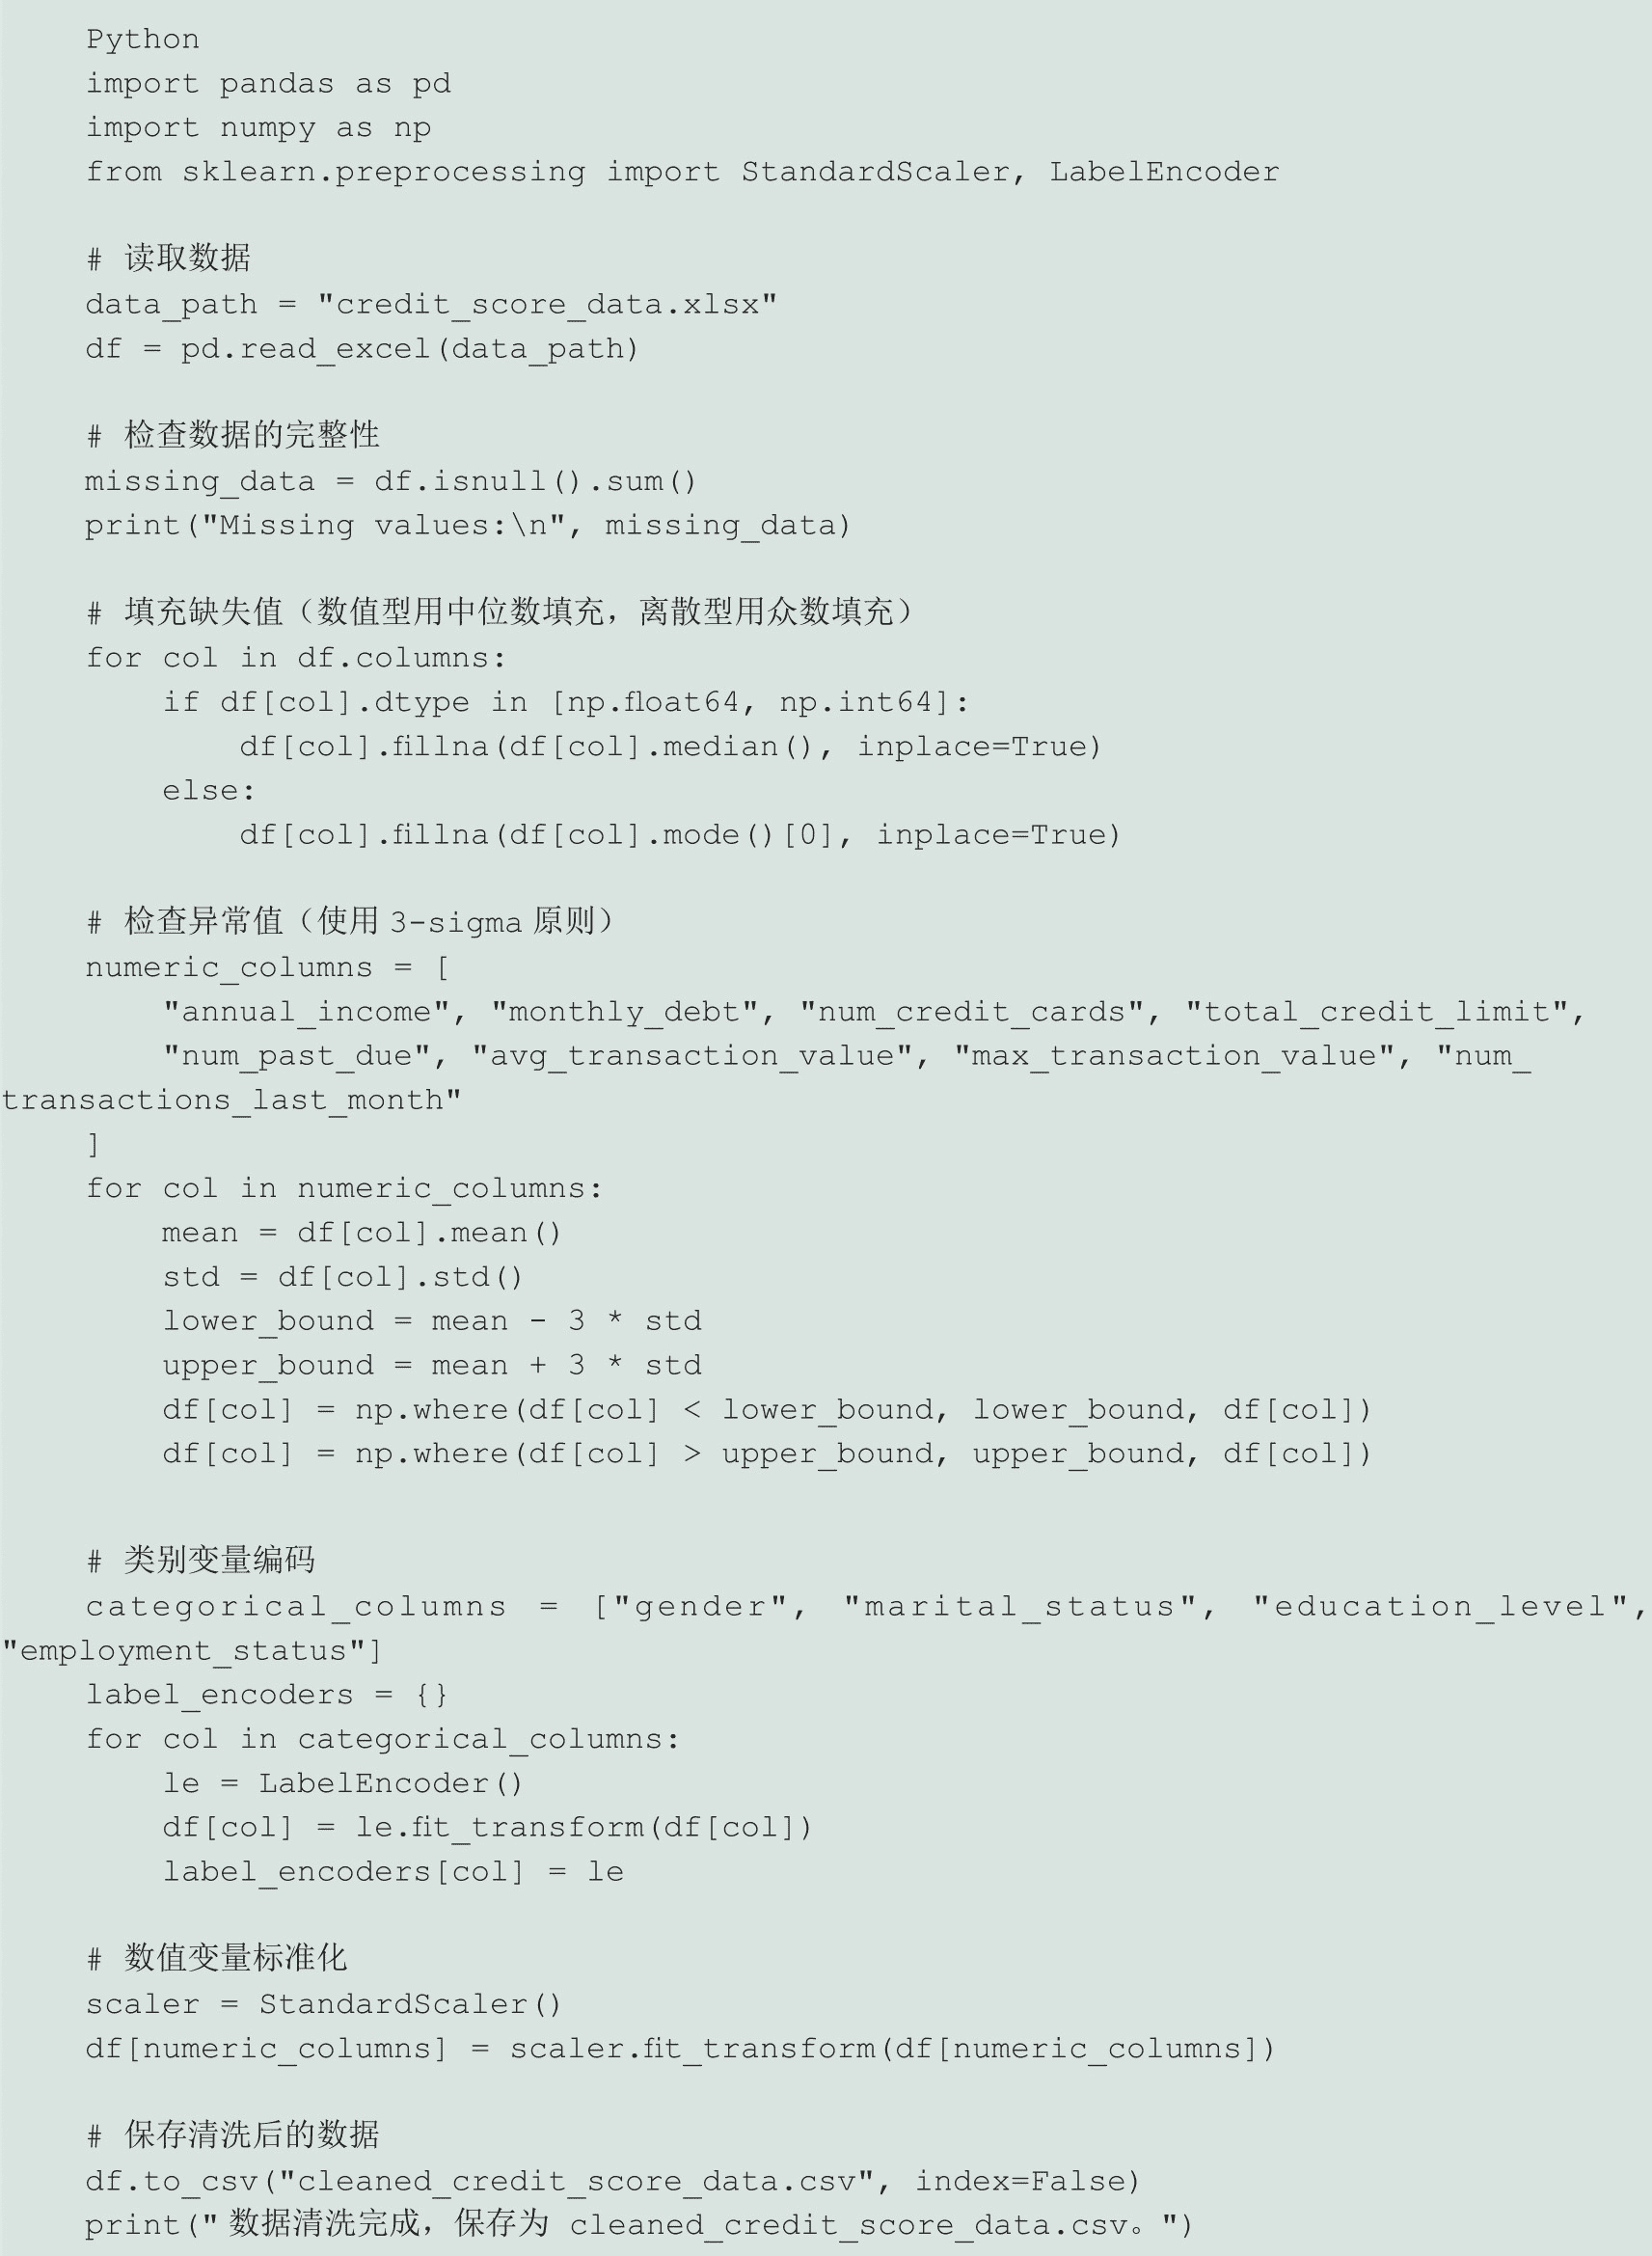 Python
import pandas as pd
import numpy as np
from sklearn.preprocessing import StandardScaler, LabelEncoder
# 读取数据
data_path = "credit_score_data.xlsx"
df = pd.read_excel(data_path)
# 检查数据的完整性
missing_data = df.isnull().sum()
print("Missing values:\n", missing_data)
# 填充缺失值（数值型用中位数填充，离散型用众数填充）
for col in df.columns:
    if df[col].dtype in [np.float64, np.int64]:
        df[col].fillna(df[col].median(), inplace=True)
    else:
        df[col].fillna(df[col].mode()[0], inplace=True)
# 检查异常值（使用 3-sigma 原则）
numeric_columns = [
    "annual_income", "monthly_debt", "num_credit_cards", "total_credit_limit",
    "num_past_due", "avg_transaction_value", "max_transaction_value", "num_
transactions_last_month"
]
for col in numeric_columns:
    mean = df[col].mean()
    std = df[col].std()
    lower_bound = mean - 3 * std
    upper_bound = mean + 3 * std
    df[col] = np.where(df[col] < lower_bound, lower_bound, df[col])
    df[col] = np.where(df[col] > upper_bound, upper_bound, df[col])
# 类别变量编码
categorical_columns = ["gender", "marital_status", "education_level",
"employment_status"]
label_encoders = {}
for col in categorical_columns:
    le = LabelEncoder()
    df[col] = le.fit_transform(df[col])
    label_encoders[col] = le
# 数值变量标准化
scaler = StandardScaler()
df[numeric_columns] = scaler.fit_transform(df[numeric_columns])
# 保存清洗后的数据
df.to_csv("cleaned_credit_score_data.csv", index=False)
print(" 数据清洗完成，保存为 cleaned_credit_score_data.csv。")